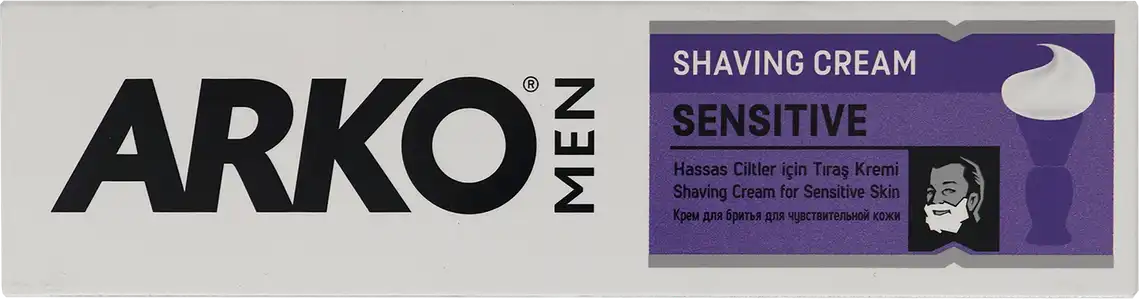 ARKO®
MEN
SHAVING CREAM
SENSITIVE
Hassas Ciltler için Tıraş Kremi
Shaving Cream for Sensitive Skin
Крем для бритья для чувствительной кожи